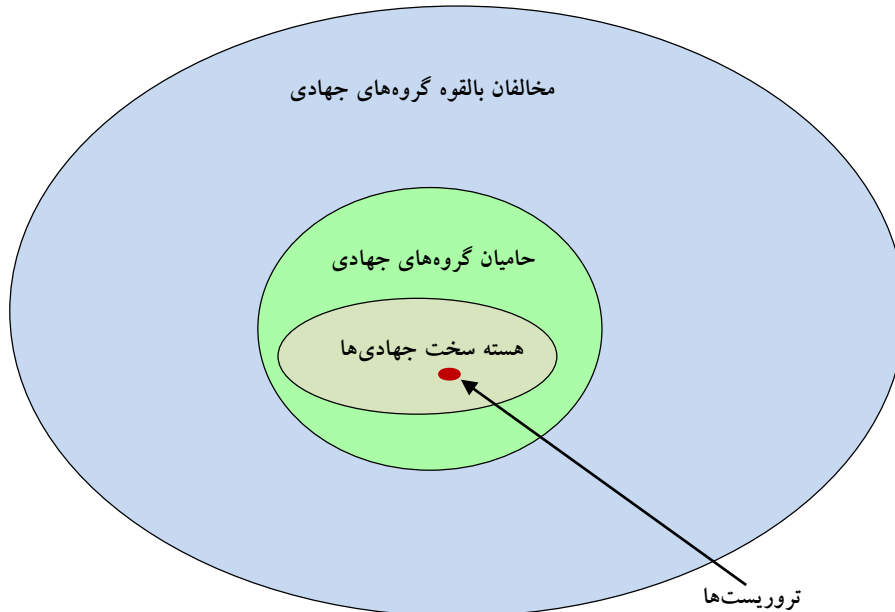 مخالفان بالقوه گروه‌های جهادی
حامیان گروه‌های جهادی
هسته سخت جهادی‌ها
تروریست‌ها